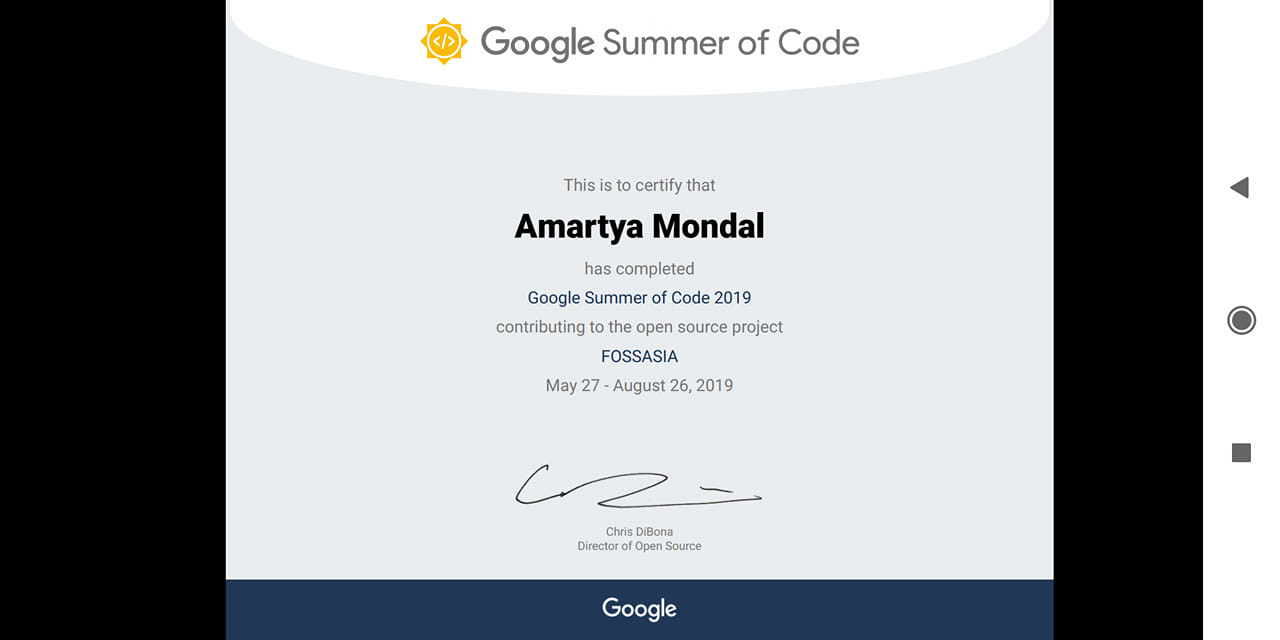 Google Summer of Code
This is to certify that
Amartya Mondal
has completed
Google Summer of Code 2019
contributing to the open source project
FOSSASIA
May 27 - August 26, 2019
Chris DiBona
Director of Open Source
Google